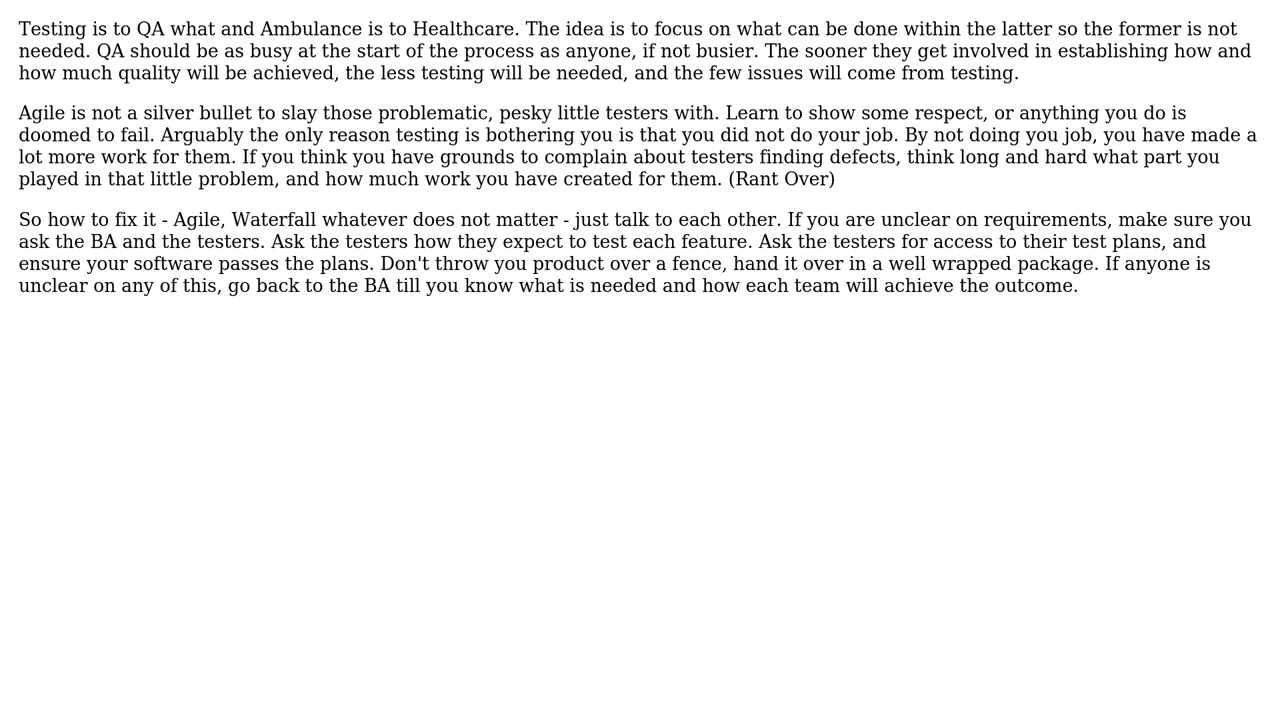 Testing is to QA what and Ambulance is to Healthcare. The idea is to focus on what can be done within the latter so the former is not
needed. QA should be as busy at the start of the process as anyone, if not busier. The sooner they get involved in establishing how and
how much quality will be achieved, the less testing will be needed, and the few issues will come from testing.
Agile is not a silver bullet to slay those problematic, pesky little testers with. Learn to show some respect, or anything you do is
doomed to fail. Arguably the only reason testing is bothering you is that you did not do your job. By not doing you job, you have made a
lot more work for them. If you think you have grounds to complain about testers finding defects, think long and hard what part you
played in that little problem, and how much work you have created for them. (Rant Over)
So how to fix it - Agile, Waterfall whatever does not matter - just talk to each other. If you are unclear on requirements, make sure you
ask the BA and the testers. Ask the testers how they expect to test each feature. Ask the testers for access to their test plans, and
ensure your software passes the plans. Don't throw you product over a fence, hand it over in a well wrapped package. If anyone is
unclear on any of this, go back to the BA till you know what is needed and how each team will achieve the outcome.